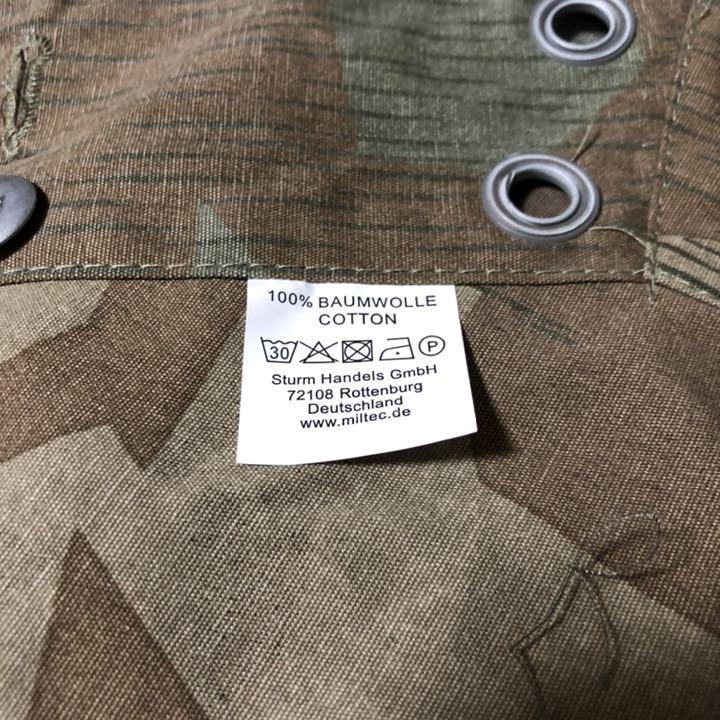 100% BAUMWOLLE
COTTON
30 P
Sturm Handels GmbH
72108 Rottenburg
Deutschland
www.miltec.de